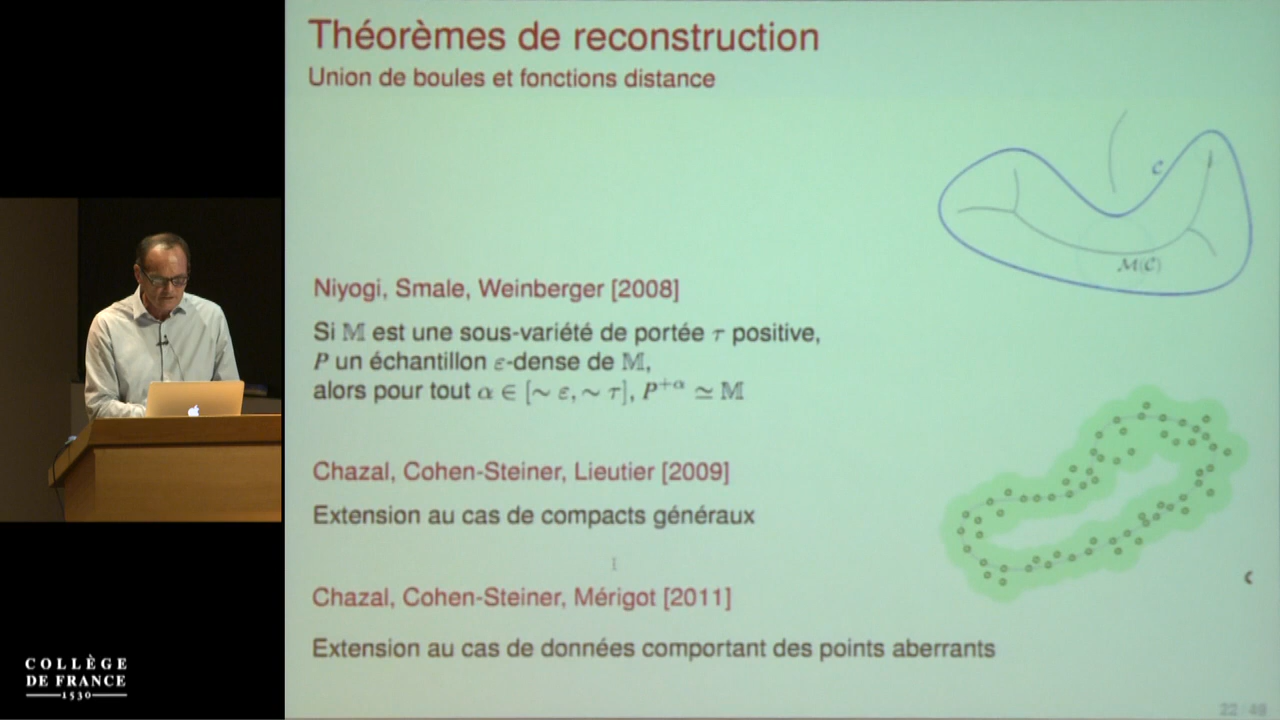 Théorèmes de reconstruction
Union de boules et fonctions distance
C
M(C)
Niyogi, Smale, Weinberger [2008]
Si 𝕄 est une sous-variété de portée τ positive,
P un échantillon ε-dense de 𝕄,
alors pour tout α ∈ [∼ ε, ∼ τ], P⁺ᵅ ≃ 𝕄
Chazal, Cohen-Steiner, Lieutier [2009]
Extension au cas de compacts généraux
Chazal, Cohen-Steiner, Mérigot [2011]
Extension au cas de données comportant des points aberrants
COLLÈGE
DE FRANCE
1530